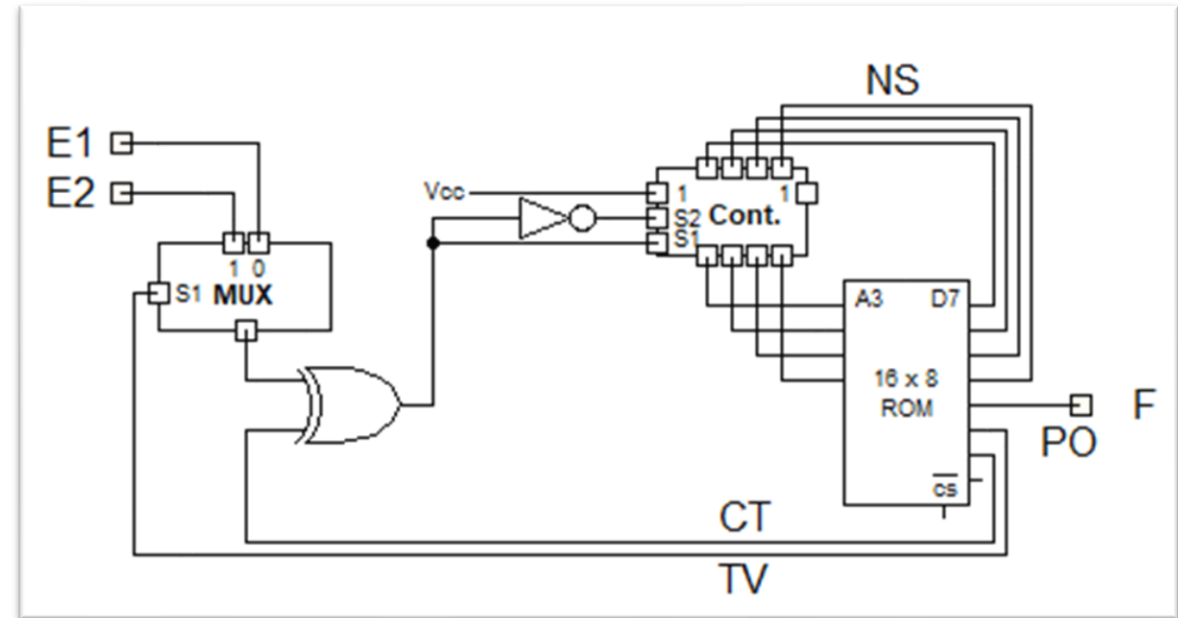 NS
E1
E2
Vcc
1 1
S2 Cont.
S1
1 0
S1 MUX
A3 D7
16 x 8
ROM
F
PO
cs
CT
TV